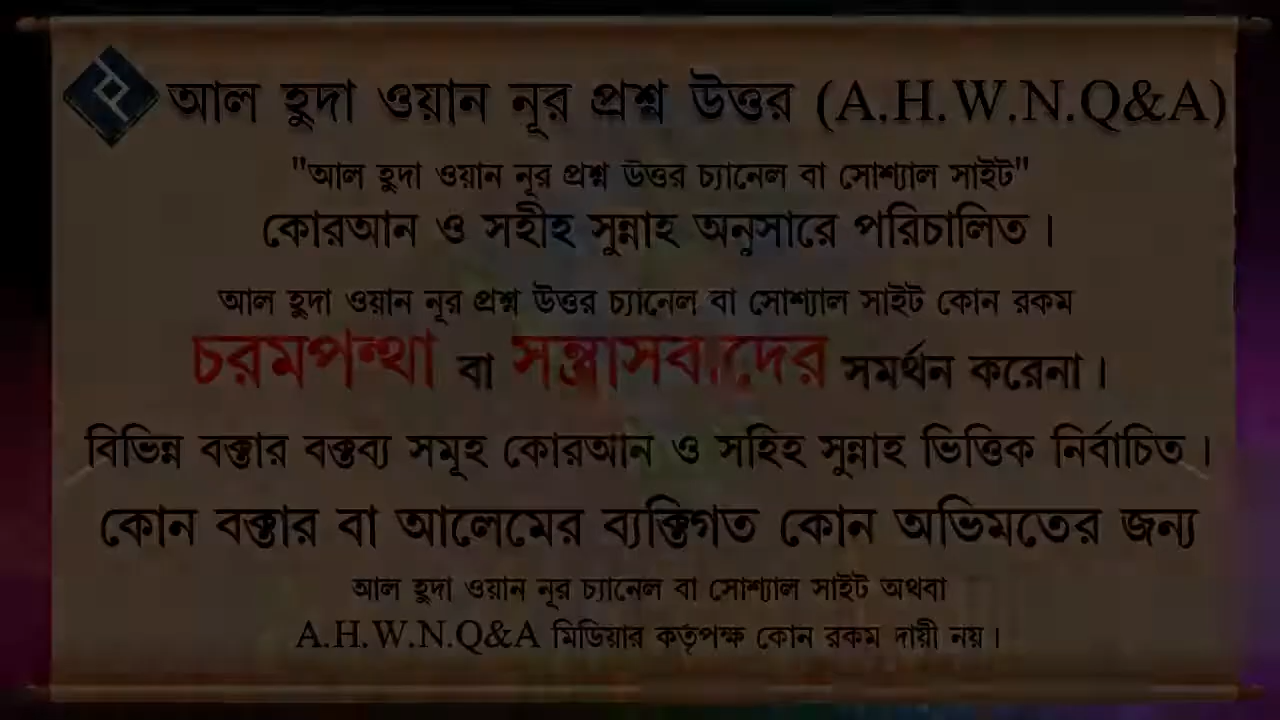 আল হুদা ওয়ান নূর প্রশ্ন উত্তর (A.H.W.N.Q&A)
"আল হুদা ওয়ান নূর প্রশ্ন উত্তর চ্যানেল বা সোশ্যাল সাইট"
কোরআন ও সহীহ সুন্নাহ অনুসারে পরিচালিত ।
আল হুদা ওয়ান নূর প্রশ্ন উত্তর চ্যানেল বা সোশ্যাল সাইট কোন রকম
চরমপন্থা বা সন্ত্রাসবাদের সমর্থন করেনা ।
বিভিন্ন বক্তার বক্তব্য সমূহ কোরআন ও সহিহ সুন্নাহ ভিত্তিক নির্বাচিত ।
কোন বক্তার বা আলেমের ব্যক্তিগত কোন অভিমতের জন্য
আল হুদা ওয়ান নূর চ্যানেল বা সোশ্যাল সাইট অথবা
A.H.W.N.Q&A মিডিয়ার কর্তৃপক্ষ কোন রকম দায়ী নয় ।